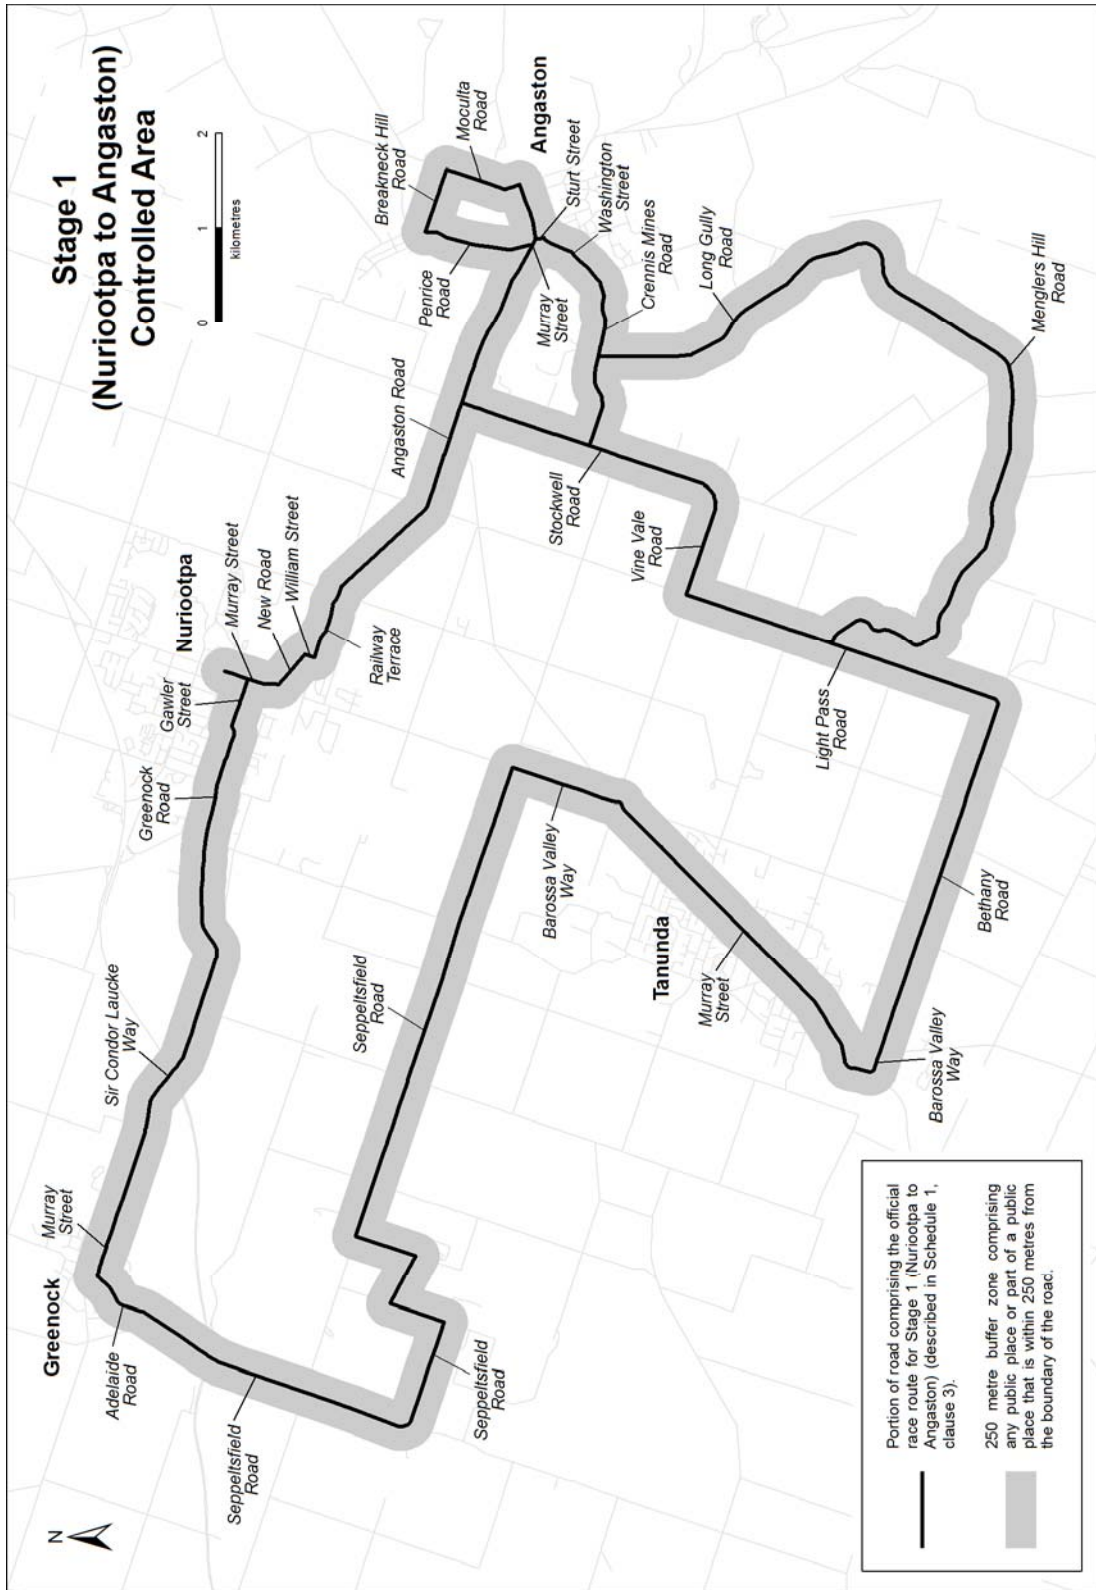 Stage 1
(Nuriootpa to Angaston)
Controlled Area
0
1
2
kilometres
N
Greenock
Murray
Street
Adelaide
Road
Seppeltsfield
Road
Seppeltsfield
Road
Sir Condor Laucke
Way
Seppeltsfield
Road
Greenock
Road
Gawler
Street
Nuriootpa
Murray Street
New Road
William Street
Railway
Terrace
Angaston Road
Penrice
Road
Breakneck Hill
Road
Moculta
Road
Angaston
Sturt Street
Murray
Street
Washington
Street
Crennis Mines
Road
Long Gully
Road
Menglers Hill
Road
Stockwell
Road
Vine Vale
Road
Light Pass
Road
Barossa Valley
Way
Tanunda
Murray
Street
Bethany
Road
Barossa Valley
Way
Portion of road comprising the official
race route for Stage 1 (Nuriootpa to
Angaston) (described in Schedule 1,
clause 3).
250 metre buffer zone comprising
any public place or part of a public
place that is within 250 metres from
the boundary of the road.